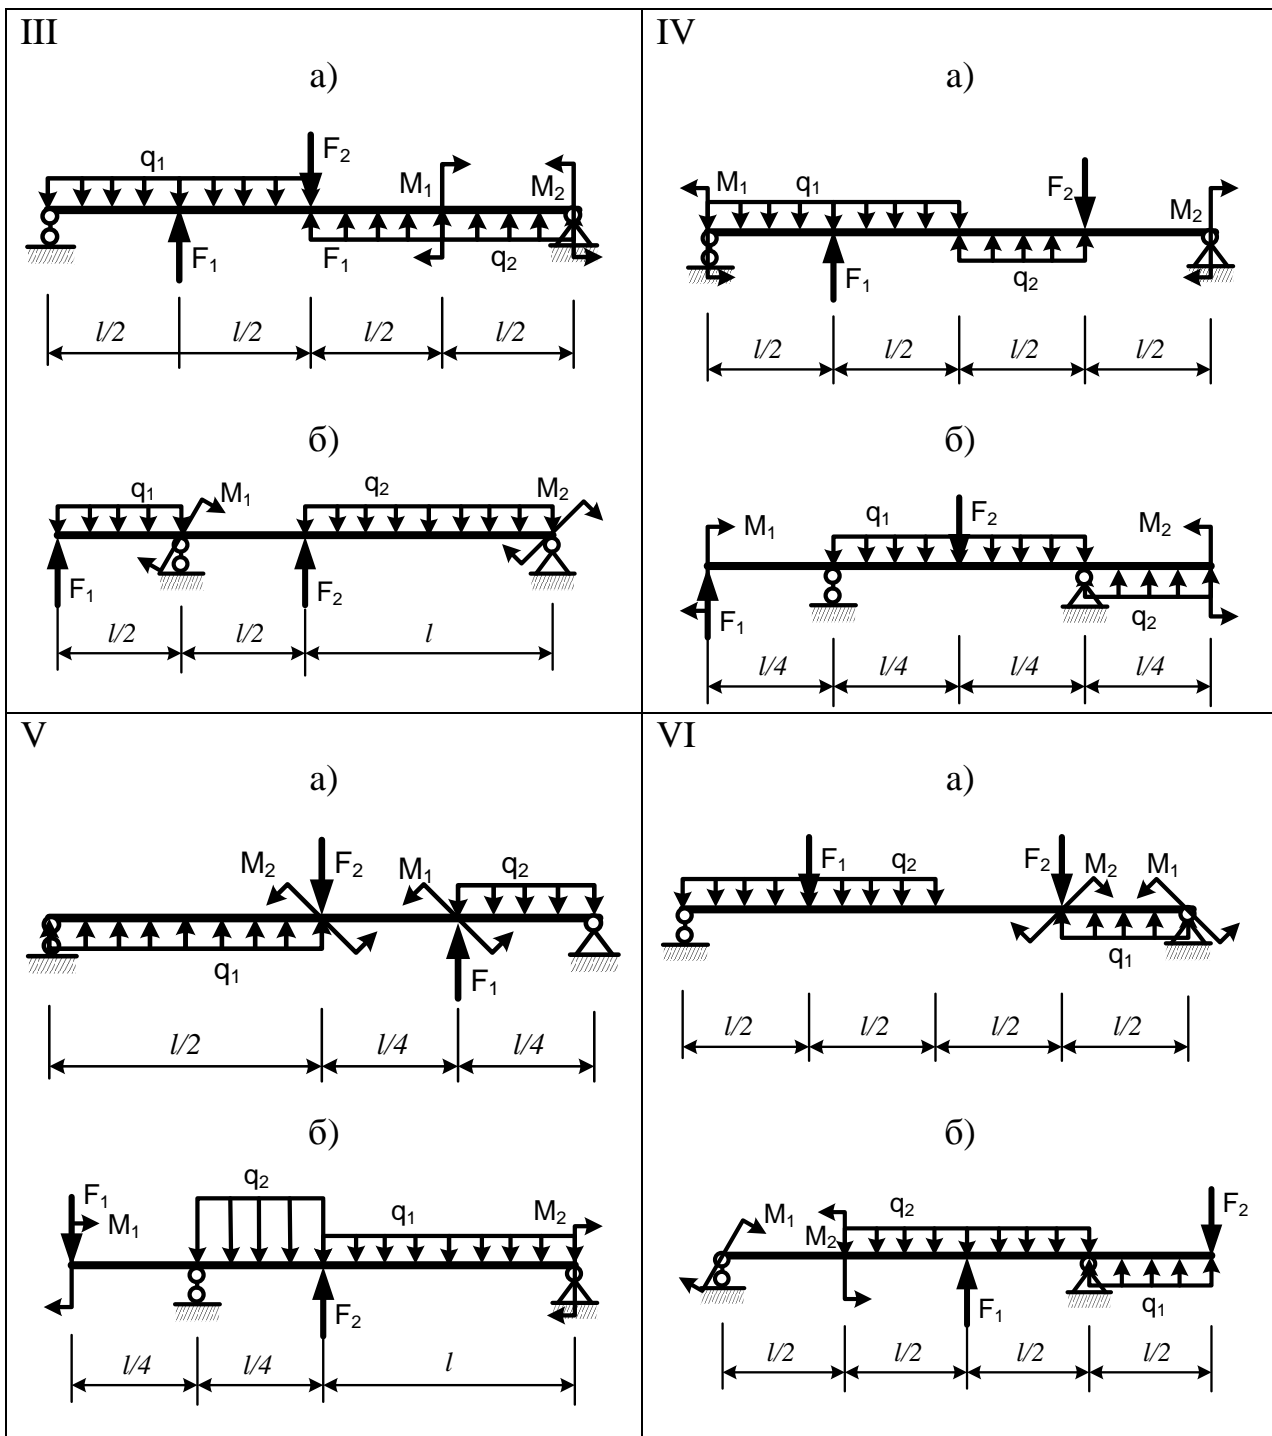 III
а)
q₁
F₂
M₁
M₂
F₁
F₁
q₂
l/2
l/2
l/2
l/2
б)
q₁
M₁
q₂
M₂
F₁
F₂
l/2
l/2
l
IV
а)
M₁
q₁
F₂
M₂
F₁
q₂
l/2
l/2
l/2
l/2
б)
M₁
q₁
F₂
M₂
F₁
q₂
l/4
l/4
l/4
l/4
V
а)
M₂
F₂
M₁
q₂
q₁
F₁
l/2
l/4
l/4
б)
F₁
M₁
q₂
q₁
M₂
F₂
l/4
l/4
l
VI
а)
F₁
q₂
F₂
M₂
M₁
q₁
l/2
l/2
l/2
l/2
б)
M₁
M₂
q₂
F₂
F₁
q₁
l/2
l/2
l/2
l/2